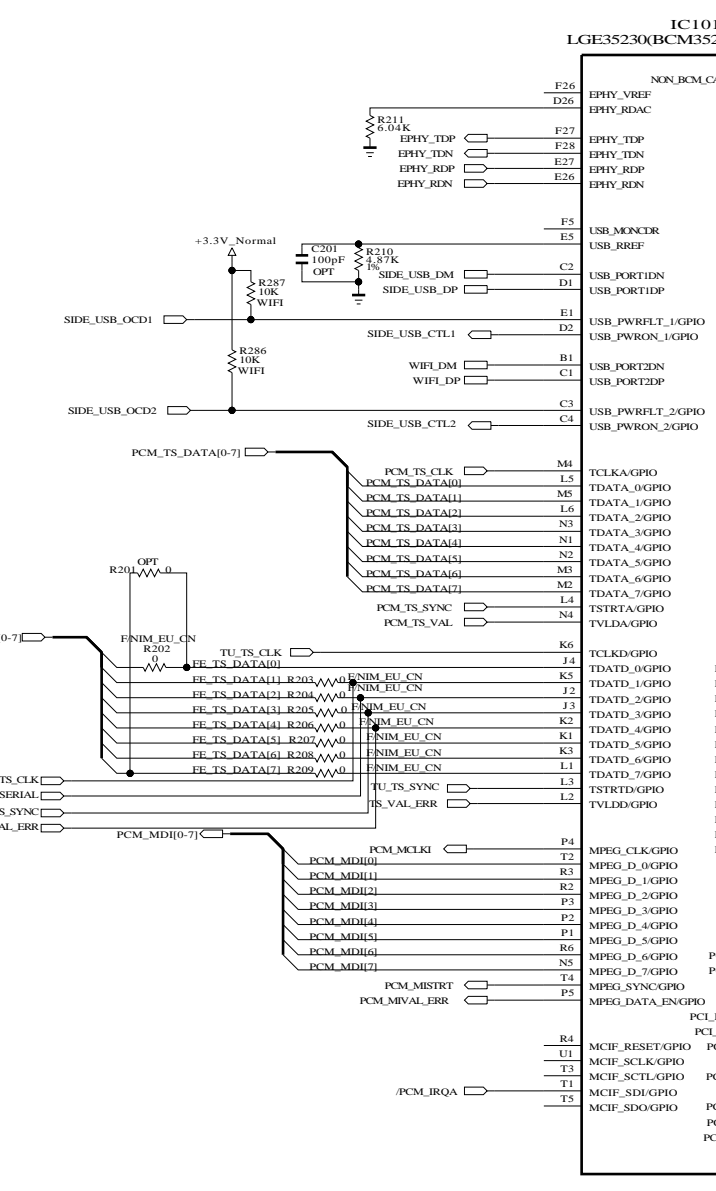 IC101
LGE35230(BCM352
NON_BCM_CA
F26 EPHY_VREF
D26 EPHY_RDAC
R211
6.04K
EPHY_TDP F27 EPHY_TDP
EPHY_TDN F28 EPHY_TDN
EPHY_RDP E27 EPHY_RDP
EPHY_RDN E26 EPHY_RDN
F5 USB_MONCDR
E5 USB_RREF
+3.3V_Normal
C201
100pF
OPT
R210
4.87K
1%
SIDE_USB_DM C2 USB_PORT1DN
SIDE_USB_DP D1 USB_PORT1DP
R287
10K
WIFI
SIDE_USB_OCD1 E1 USB_PWRFLT_1/GPIO
SIDE_USB_CTL1 D2 USB_PWRON_1/GPIO
R286
10K
WIFI
WIFI_DM B1 USB_PORT2DN
WIFI_DP C1 USB_PORT2DP
SIDE_USB_OCD2 C3 USB_PWRFLT_2/GPIO
SIDE_USB_CTL2 C4 USB_PWRON_2/GPIO
PCM_TS_DATA[0-7]
PCM_TS_CLK M4 TCLKA/GPIO
PCM_TS_DATA[0] L5 TDATA_0/GPIO
PCM_TS_DATA[1] M5 TDATA_1/GPIO
PCM_TS_DATA[2] L6 TDATA_2/GPIO
PCM_TS_DATA[3] N3 TDATA_3/GPIO
PCM_TS_DATA[4] N1 TDATA_4/GPIO
PCM_TS_DATA[5] N2 TDATA_5/GPIO
PCM_TS_DATA[6] M3 TDATA_6/GPIO
PCM_TS_DATA[7] M2 TDATA_7/GPIO
PCM_TS_SYNC L4 TSTRTA/GPIO
PCM_TS_VAL N4 TVLDA/GPIO
OPT
R201 0
0-7]
F/NIM_EU_CN
R202
0
TU_TS_CLK K6 TCLKD/GPIO
FE_TS_DATA[0] J4 TDATD_0/GPIO
FE_TS_DATA[1] R203 0 F/NIM_EU_CN K5 TDATD_1/GPIO
FE_TS_DATA[2] R204 0 F/NIM_EU_CN J2 TDATD_2/GPIO
FE_TS_DATA[3] R205 0 F/NIM_EU_CN J3 TDATD_3/GPIO
FE_TS_DATA[4] R206 0 F/NIM_EU_CN K2 TDATD_4/GPIO
FE_TS_DATA[5] R207 0 F/NIM_EU_CN K1 TDATD_5/GPIO
FE_TS_DATA[6] R208 0 F/NIM_EU_CN K3 TDATD_6/GPIO
FE_TS_DATA[7] R209 0 F/NIM_EU_CN L1 TDATD_7/GPIO
TS_CLK
TU_TS_SYNC L3 TSTRTD/GPIO
SERIAL
TS_VAL_ERR L2 TVLDD/GPIO
S_SYNC
AL_ERR
PCM_MDI[0-7]
PCM_MCLKI P4 MPEG_CLK/GPIO
PCM_MDI[0] T2 MPEG_D_0/GPIO
PCM_MDI[1] R3 MPEG_D_1/GPIO
PCM_MDI[2] R2 MPEG_D_2/GPIO
PCM_MDI[3] P3 MPEG_D_3/GPIO
PCM_MDI[4] P2 MPEG_D_4/GPIO
PCM_MDI[5] P1 MPEG_D_5/GPIO
PCM_MDI[6] R6 MPEG_D_6/GPIO
PCM_MDI[7] N5 MPEG_D_7/GPIO
PCM_MISTRT T4 MPEG_SYNC/GPIO
PCM_MIVAL_ERR P5 MPEG_DATA_EN/GPIO
PCI_
PCI_
R4 MCIF_RESET/GPIO
U1 MCIF_SCLK/GPIO
T3 MCIF_SCTL/GPIO
/PCM_IRQA T1 MCIF_SDI/GPIO
T5 MCIF_SDO/GPIO